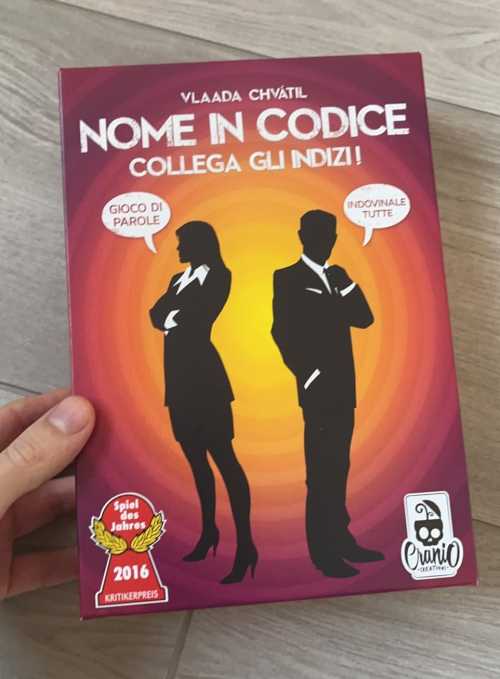 VLAADA CHVÁTIL
NOME IN CODICE
COLLEGA GLI INDIZI!
GIOCO DI
PAROLE
INDOVINALE
TUTTE
Spiel
des
Jahres
2016
KRITIKERPREIS
Cranio
CREATIONS